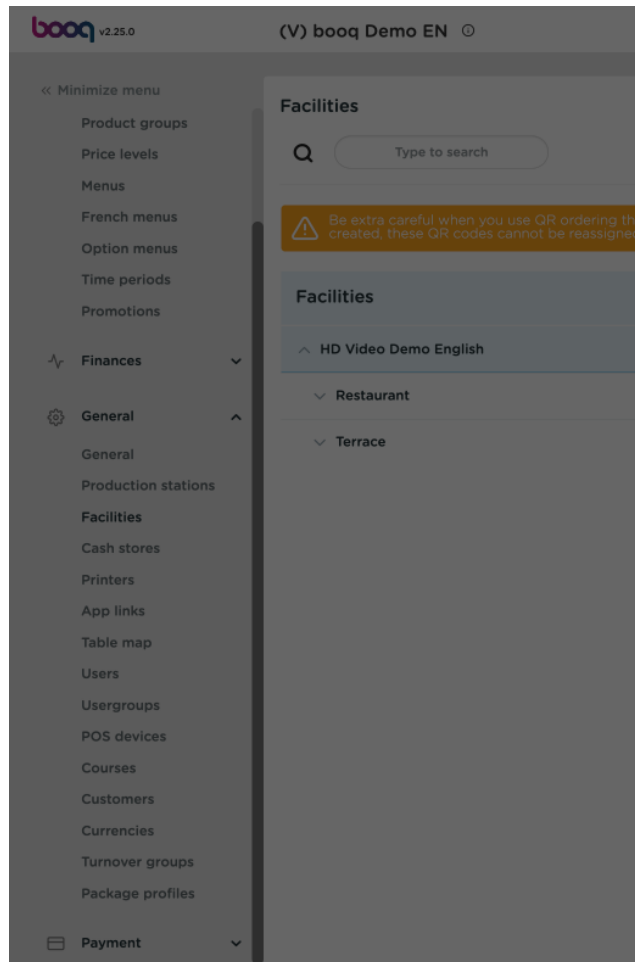 booq v2.25.0
(V) booq Demo EN
Minimize menu
Product groups
Price levels
Menus
French menus
Option menus
Time periods
Promotions
Finances
General
General
Production stations
Facilities
Cash stores
Printers
App links
Table map
Users
Usergroups
POS devices
Courses
Customers
Currencies
Turnover groups
Package profiles
Payment
Facilities
Type to search
Be extra careful when you use QR ordering th
created, these QR codes cannot be reassigne
Facilities
HD Video Demo English
Restaurant
Terrace